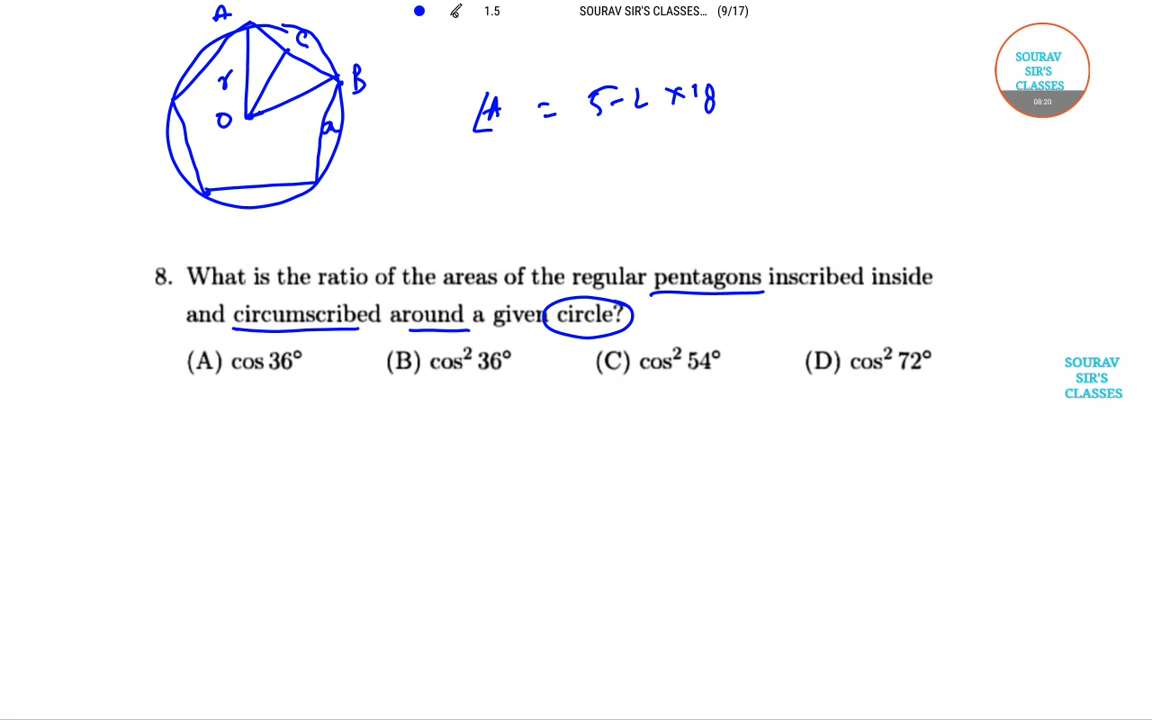 1.5 SOURAV SIR'S CLASSES... (9/17)
A
C
B
r
O
a
∠A = 5-2 ×18
SOURAV
SIR'S
CLASSES
08:20
8. What is the ratio of the areas of the regular pentagons inscribed inside
and circumscribed around a given circle?
(A) cos 36° (B) cos² 36° (C) cos² 54° (D) cos² 72°
SOURAV
SIR'S
CLASSES